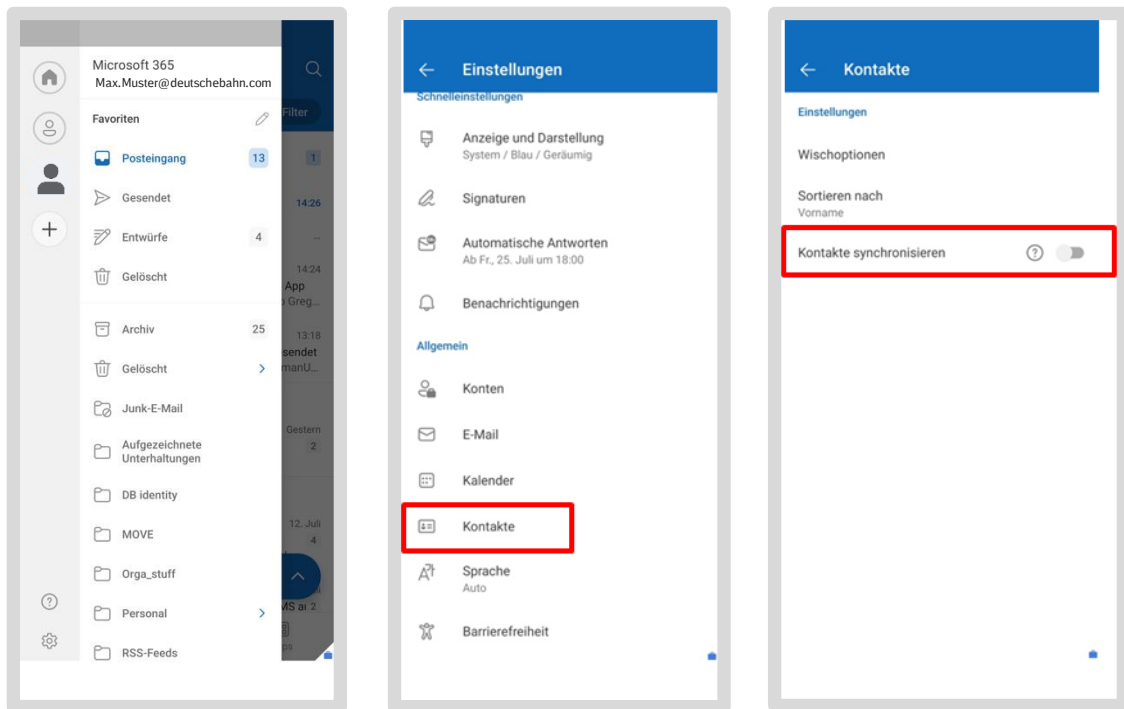 Microsoft 365
Max.Muster@deutschebahn.com
Favoriten
Filter
Posteingang 13
1
Gesendet
14:26
Entwürfe 4
...
Gelöscht
14:24
App
Greg...
Archiv 25
13:18
sendet
Gelöscht
manU...
Junk-E-Mail
Gestern
2
Aufgezeichnete
Unterhaltungen
DB identity
MOVE
12. Juli
4
Orga_stuff
Personal
MS 2
RSS-Feeds
Einstellungen
Schnelleinstellungen
Anzeige und Darstellung
System / Blau / Geräumig
Signaturen
Automatische Antworten
Ab Fr., 25. Juli um 18:00
Benachrichtigungen
Allgemein
Konten
E-Mail
Kalender
Kontakte
Sprache
Auto
Barrierefreiheit
Kontakte
Einstellungen
Wischoptionen
Sortieren nach
Vorname
Kontakte synchronisieren